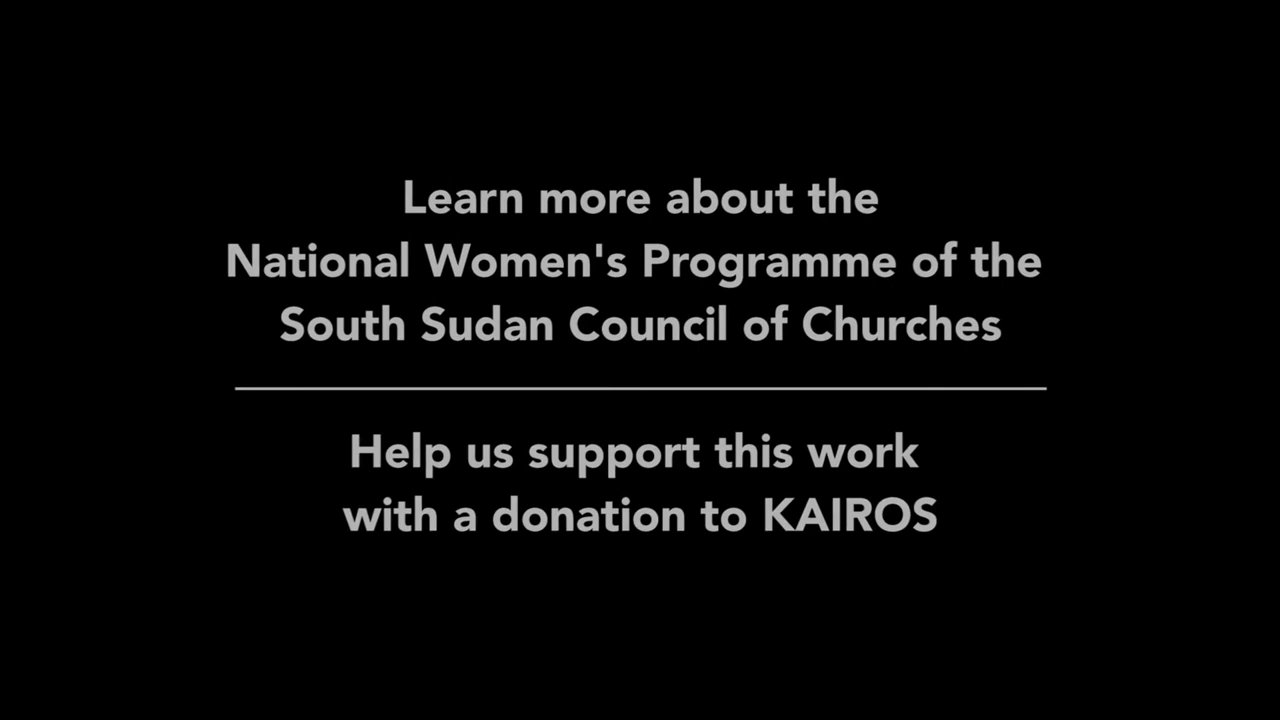 Learn more about the
National Women's Programme of the
South Sudan Council of Churches
Help us support this work
with a donation to KAIROS